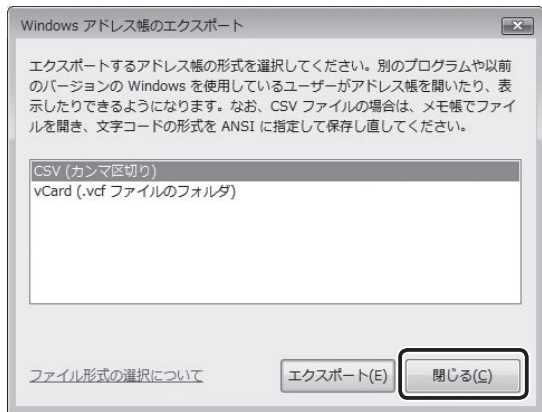 Windows アドレス帳のエクスポート
エクスポートするアドレス帳の形式を選択してください。別のプログラムや以前
のバージョンの Windows を使用しているユーザーがアドレス帳を開いたり、表
示したりできるようになります。なお、CSV ファイルの場合は、メモ帳でファイ
ルを開き、文字コードの形式を ANSI に指定して保存し直してください。
CSV (カンマ区切り)
vCard (.vcf ファイルのフォルダ)
ファイル形式の選択について
エクスポート(E)
閉じる(C)